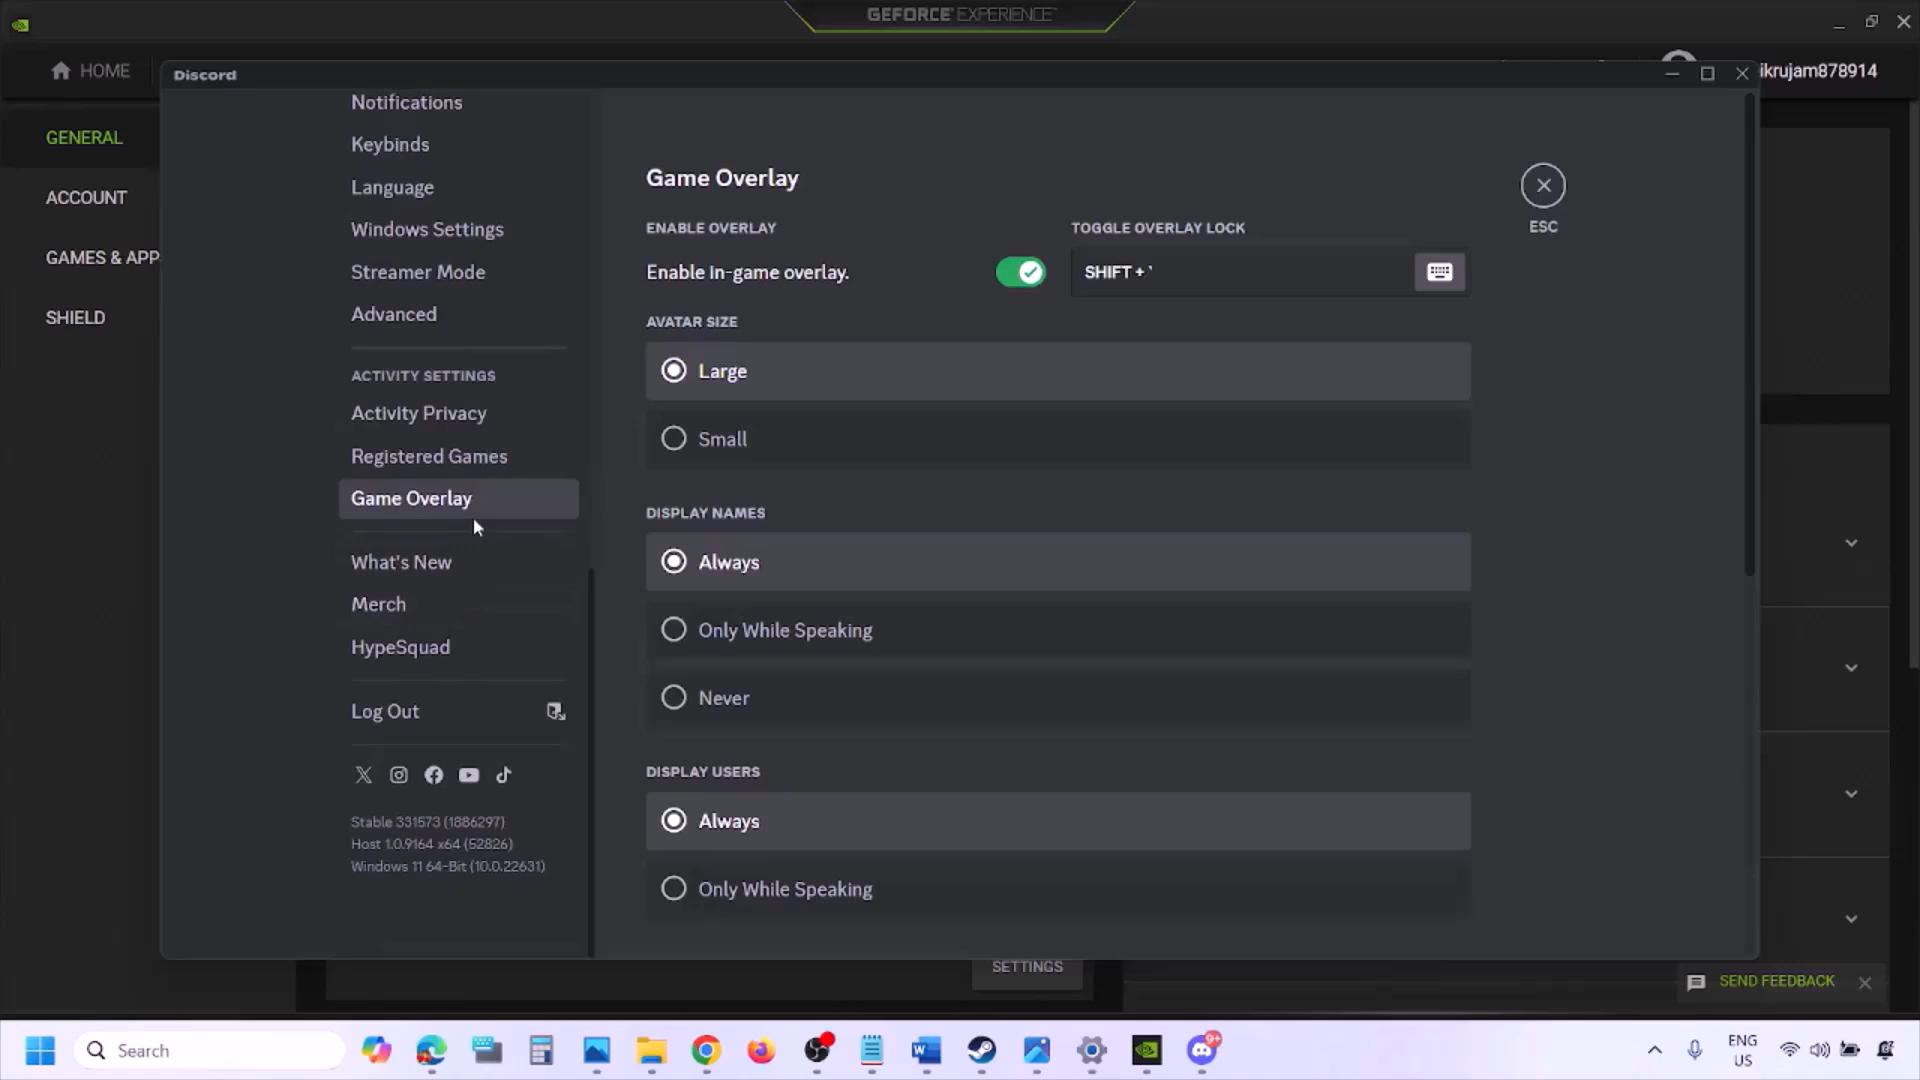 GEFORCE EXPERIENCE
HOME
ikrujam878914
Discord
GENERAL
ACCOUNT
GAMES & APP
SHIELD
Notifications
Keybinds
Language
Windows Settings
Streamer Mode
Advanced
ACTIVITY SETTINGS
Activity Privacy
Registered Games
Game Overlay
What's New
Merch
HypeSquad
Log Out
Stable 331573 (1886297)
Host 1.0.9164 x64 (52826)
Windows 11 64-Bit (10.0.22631)
Game Overlay
ESC
ENABLE OVERLAY
Enable in-game overlay.
TOGGLE OVERLAY LOCK
SHIFT + `
AVATAR SIZE
Large
Small
DISPLAY NAMES
Always
Only While Speaking
Never
DISPLAY USERS
Always
Only While Speaking
SETTINGS
SEND FEEDBACK
Search
9+
ENG
US